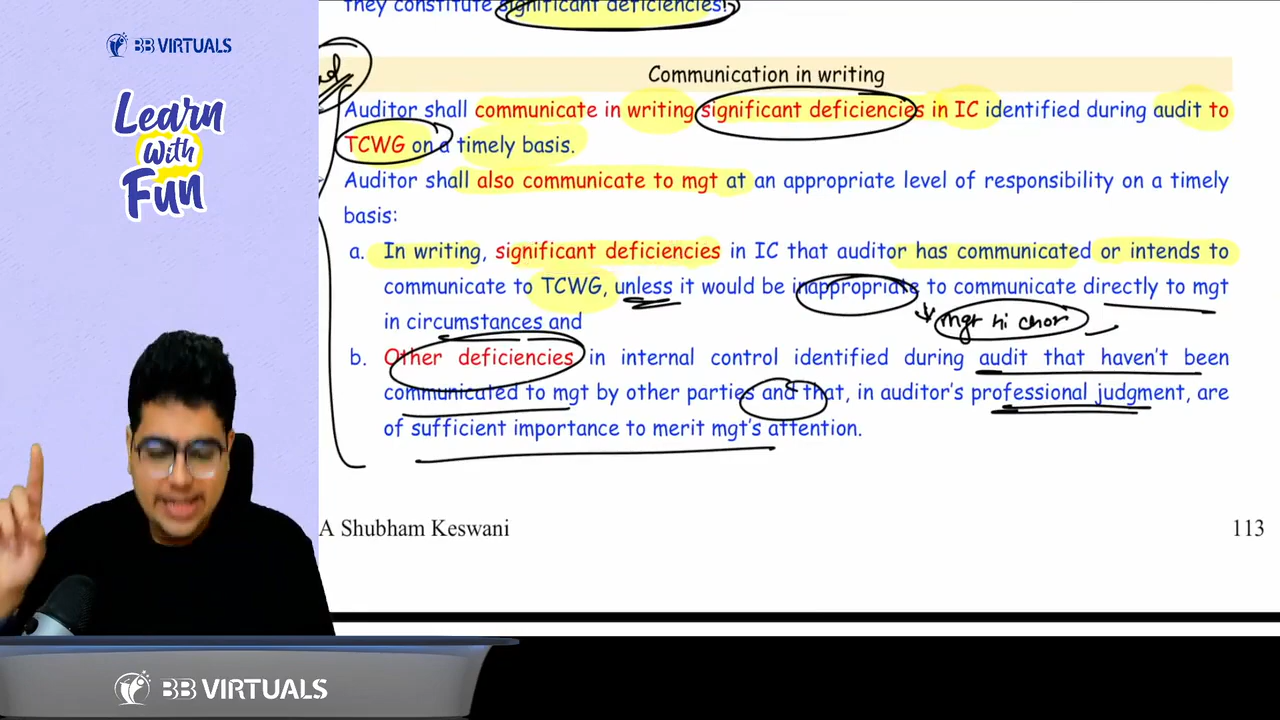 they constitute significant deficiencies!
BB VIRTUALS
Learn
With
Fun
Communication in writing
Auditor shall communicate in writing significant deficiencies in IC identified during audit to
TCWG on a timely basis.
Auditor shall also communicate to mgt at an appropriate level of responsibility on a timely
basis:
a. In writing, significant deficiencies in IC that auditor has communicated or intends to
communicate to TCWG, unless it would be inappropriate to communicate directly to mgt
in circumstances and
mgt hi chor
b. Other deficiencies in internal control identified during audit that haven't been
communicated to mgt by other parties and that, in auditor's professional judgment, are
of sufficient importance to merit mgt's attention.
A Shubham Keswani
113
BB VIRTUALS